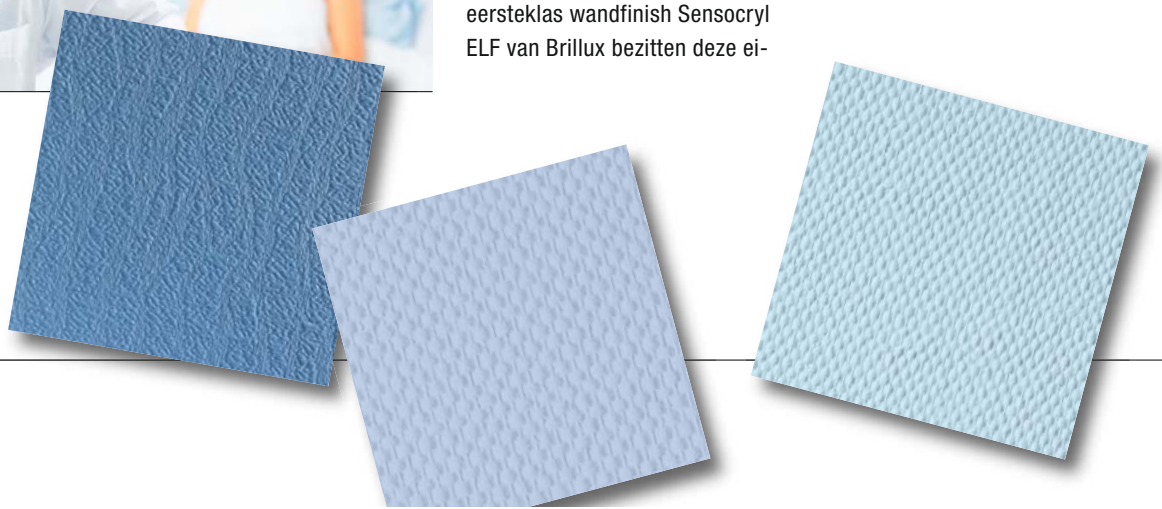 eersteklas wandfinish Sensocryl
ELF van Brillux bezitten deze ei-